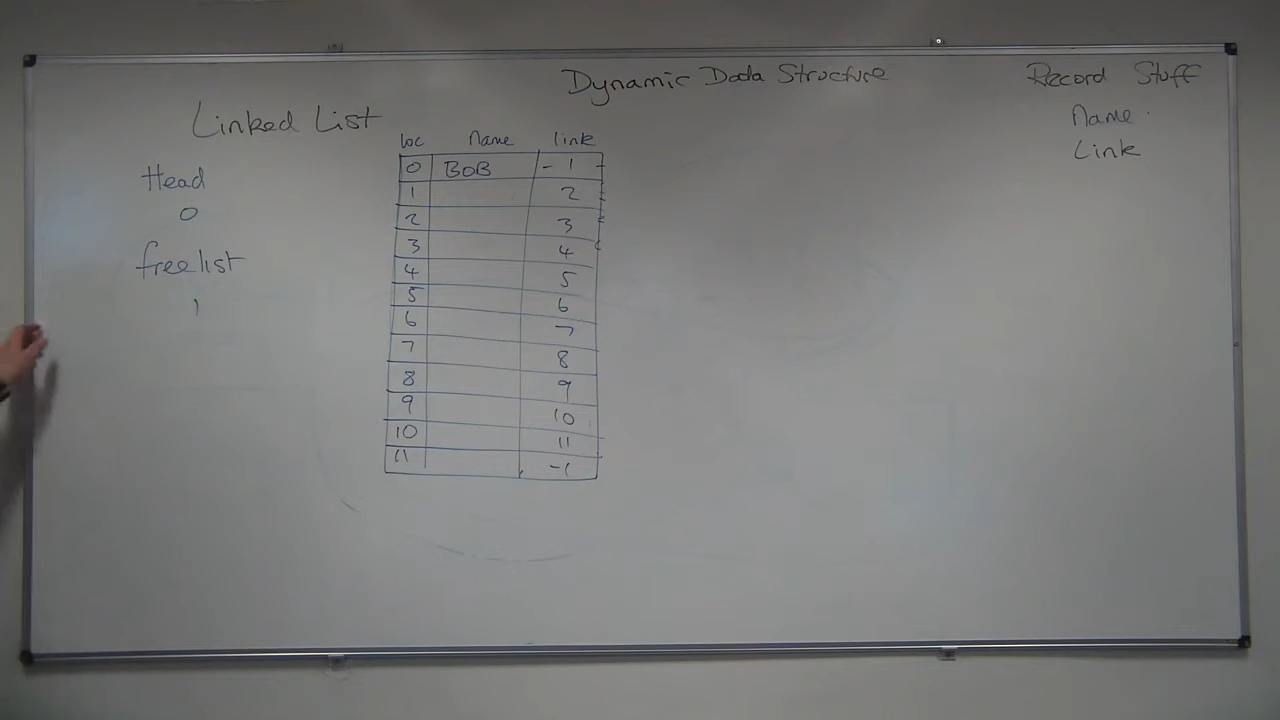 Dynamic Data Structure
Linked List
Head
0
freelist
1
loc Name link
0 BOB -1
1 2
2 3
3 4
4 5
5 6
6 7
7 8
8 9
9 10
10 11
11 -1
Record Stuff
Name
Link